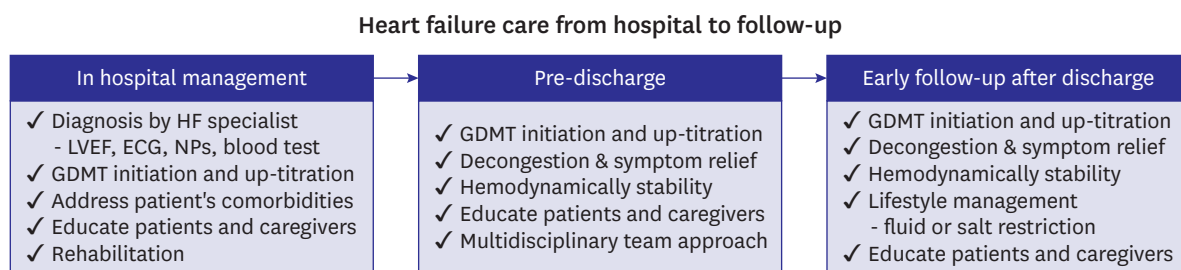 Heart failure care from hospital to follow-up
In hospital management
✓ Diagnosis by HF specialist
- LVEF, ECG, NPs, blood test
✓ GDMT initiation and up-titration
✓ Address patient's comorbidities
✓ Educate patients and caregivers
✓ Rehabilitation
Pre-discharge
✓ GDMT initiation and up-titration
✓ Decongestion & symptom relief
✓ Hemodynamically stability
✓ Educate patients and caregivers
✓ Multidisciplinary team approach
Early follow-up after discharge
✓ GDMT initiation and up-titration
✓ Decongestion & symptom relief
✓ Hemodynamically stability
✓ Lifestyle management
- fluid or salt restriction
✓ Educate patients and caregivers